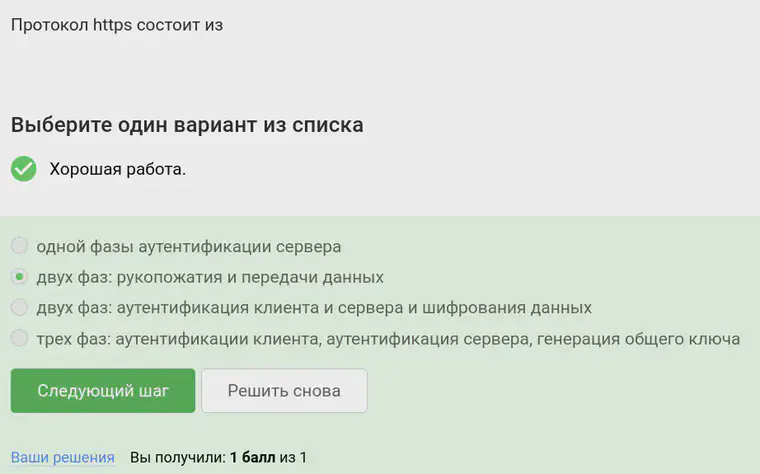 Протокол https состоит из
Выберите один вариант из списка
Хорошая работа.
одной фазы аутентификации сервера
двух фаз: рукопожатия и передачи данных
двух фаз: аутентификация клиента и сервера и шифрования данных
трех фаз: аутентификации клиента, аутентификация сервера, генерация общего ключа
Следующий шаг Решить снова
Ваши решения Вы получили: 1 балл из 1